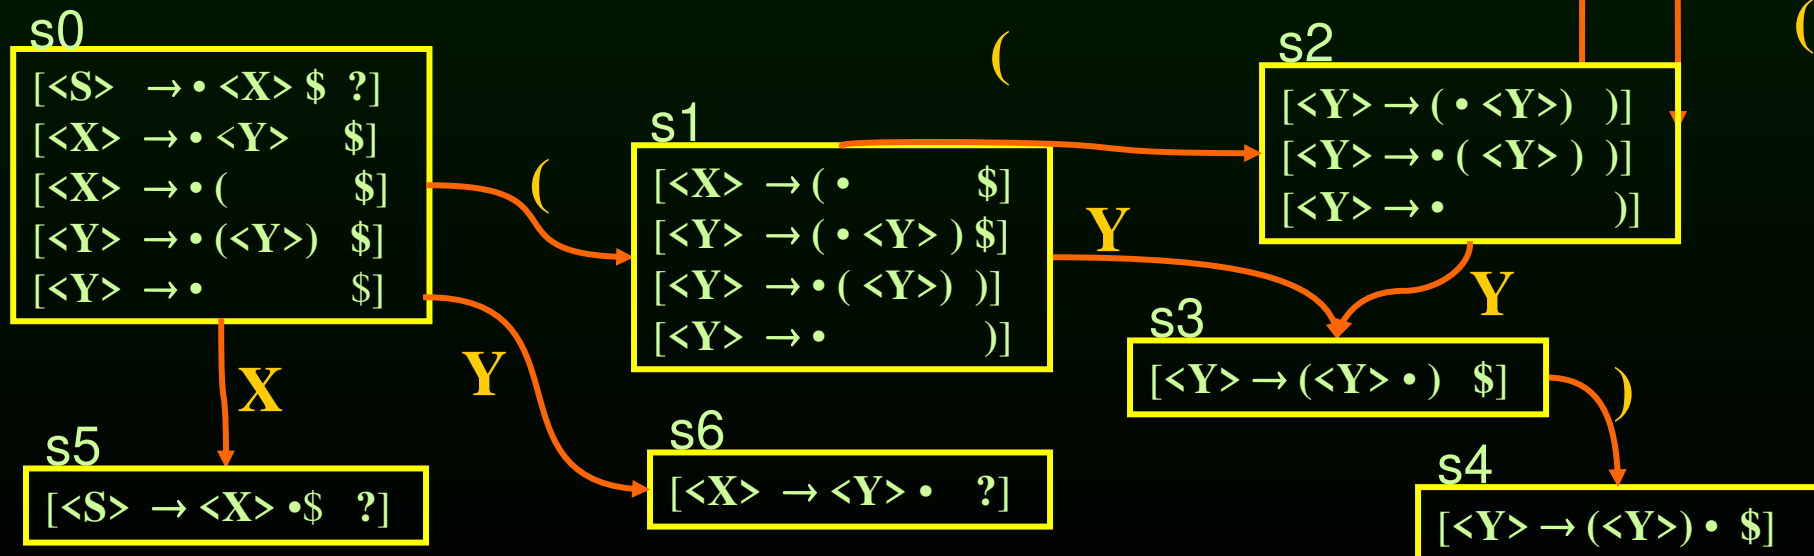 s0
[<S> → • <X> $ ?]
[<X> → • <Y> $]
[<X> → • ( $]
[<Y> → • (<Y>) $]
[<Y> → • $]
(
s1
[<X> → ( • $]
[<Y> → ( • <Y> ) $]
[<Y> → • ( <Y>) )]
[<Y> → • )]
(
s2
[<Y> → ( • <Y>) )]
[<Y> → • ( <Y> ) )]
[<Y> → • )]
(
Y
Y
s3
[<Y> → (<Y> • ) $]
)
s4
[<Y> → (<Y>) • $]
X
Y
s5
[<S> → <X> •$ ?]
s6
[<X> → <Y> • ?]